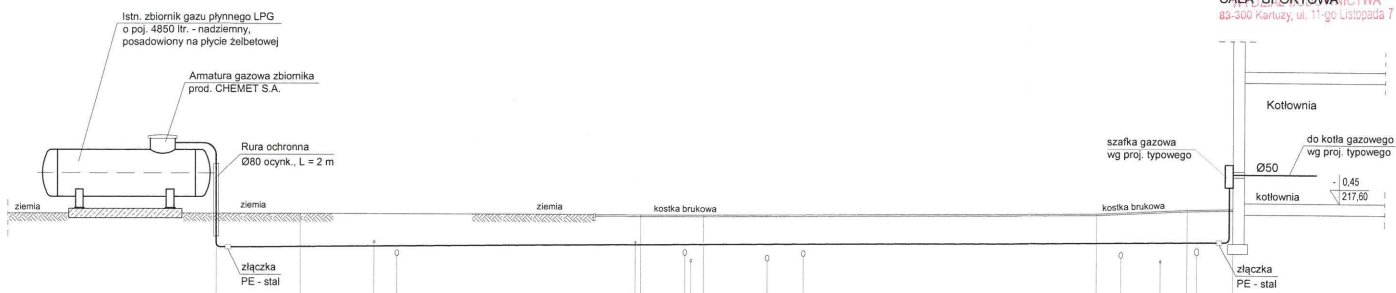 Istn. zbiornik gazu płynnego LPG
o poj. 4850 ltr. - nadziemny,
posadowiony na płycie żelbetowej
SALA SPORTOWA
83-300 Kartuzy, ul. 11-go Listopada 7
Armatura gazowa zbiornika
prod. CHEMET S.A.
Rura ochronna
Ø80 ocynk., L = 2 m
szafka gazowa
wg proj. typowego
Kotłownia
do kotła gazowego
wg proj. typowego
Ø50
- 0,45
217,60
kotłownia
ziemia
ziemia
ziemia
kostka brukowa
kostka brukowa
złączka
PE - stal
złączka
PE - stal